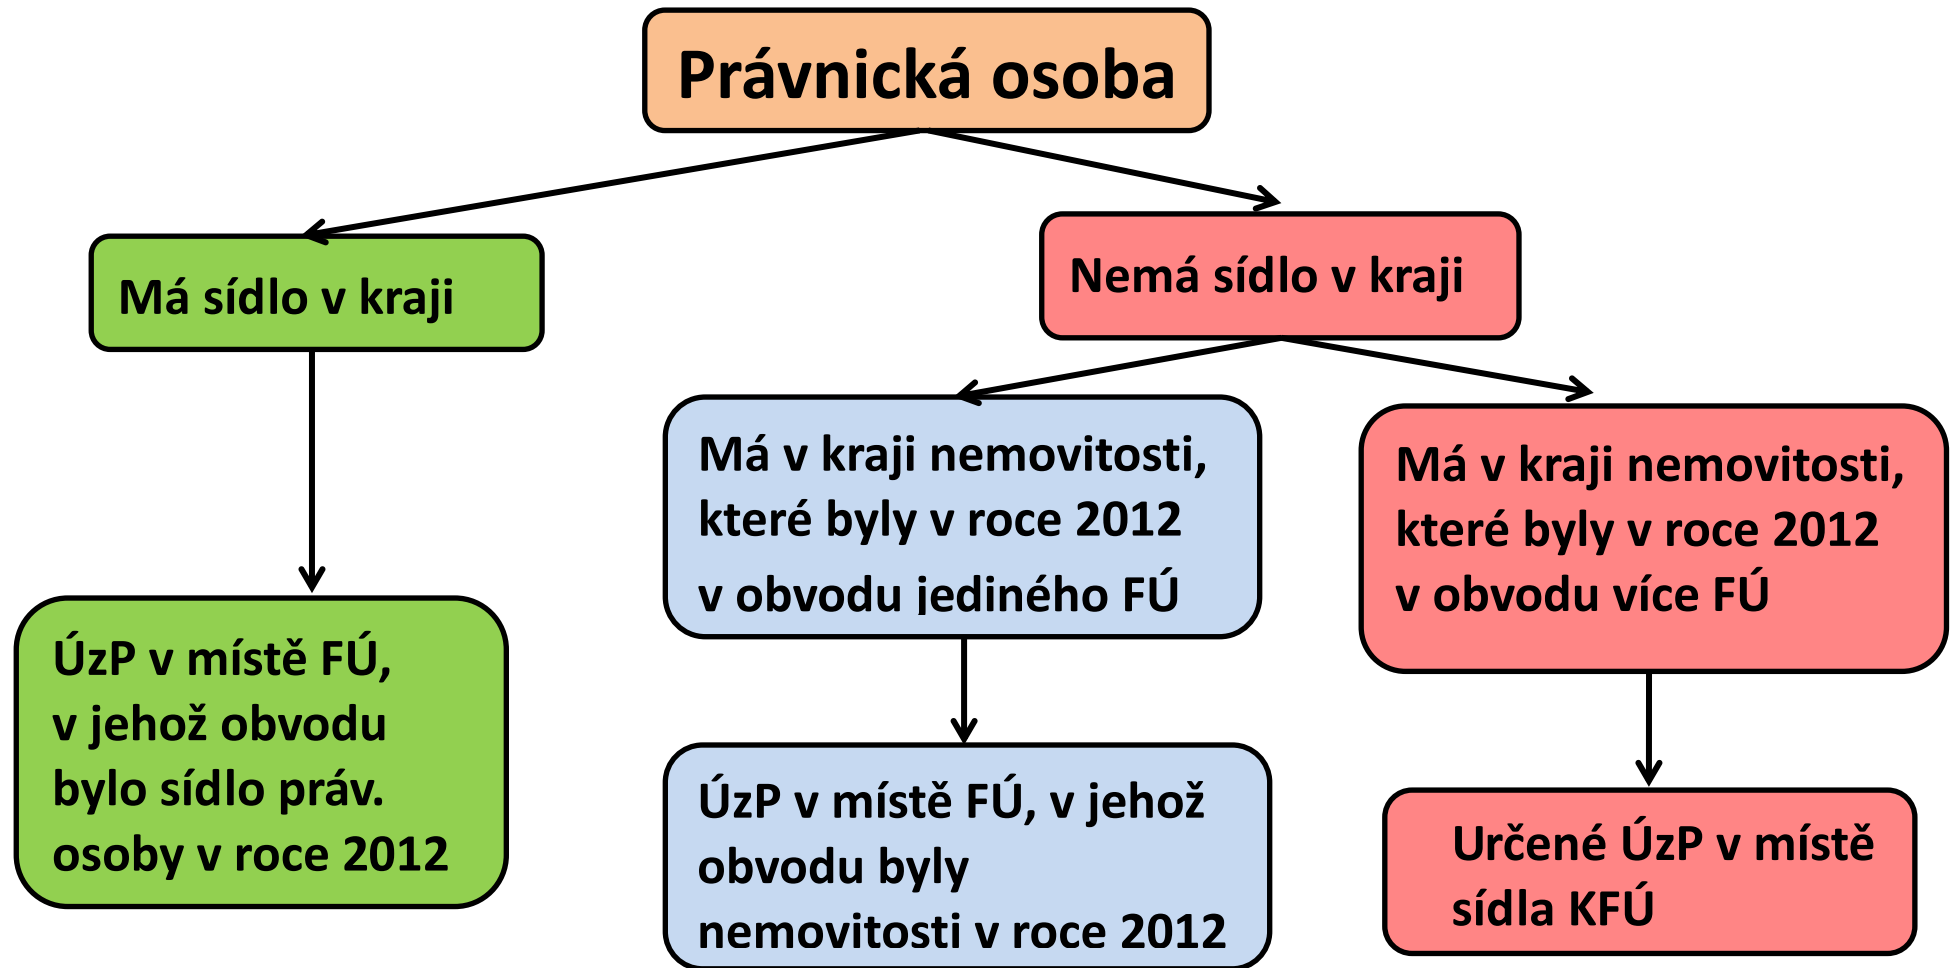 Právnická osoba
Má sídlo v kraji
Nemá sídlo v kraji
Má v kraji nemovitosti,
které byly v roce 2012
v obvodu jediného FÚ
Má v kraji nemovitosti,
které byly v roce 2012
v obvodu více FÚ
ÚzP v místě FÚ,
v jehož obvodu
bylo sídlo práv.
osoby v roce 2012
ÚzP v místě FÚ, v jehož
obvodu byly
nemovitosti v roce 2012
Určené ÚzP v místě
sídla KFÚ